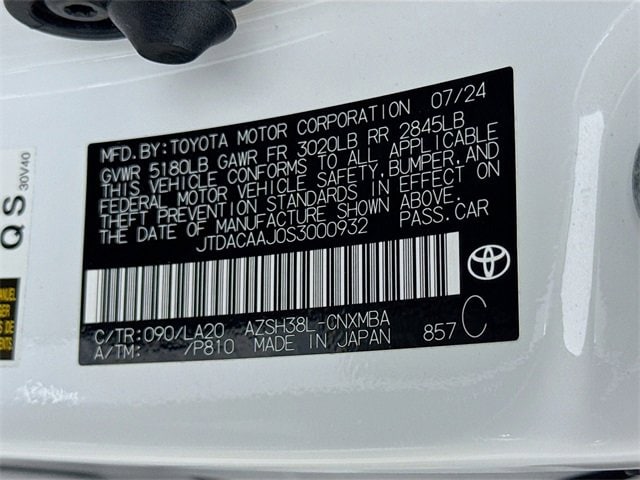 MFD. BY: TOYOTA MOTOR CORPORATION 07/24
GVWR 5180LB GAWR FR 3020LB RR 2845LB
THIS VEHICLE CONFORMS TO ALL APPLICABLE
FEDERAL MOTOR VEHICLE SAFETY, BUMPER, AND
THEFT PREVENTION STANDARDS IN EFFECT ON
THE DATE OF MANUFACTURE SHOWN ABOVE.
JTDACAAJ0S3000932 PASS. CAR
C/TR: 090/LA20 AZSH38L-CNXMBA
A/TM: /P810 MADE IN JAPAN 857 C
QS
30V40